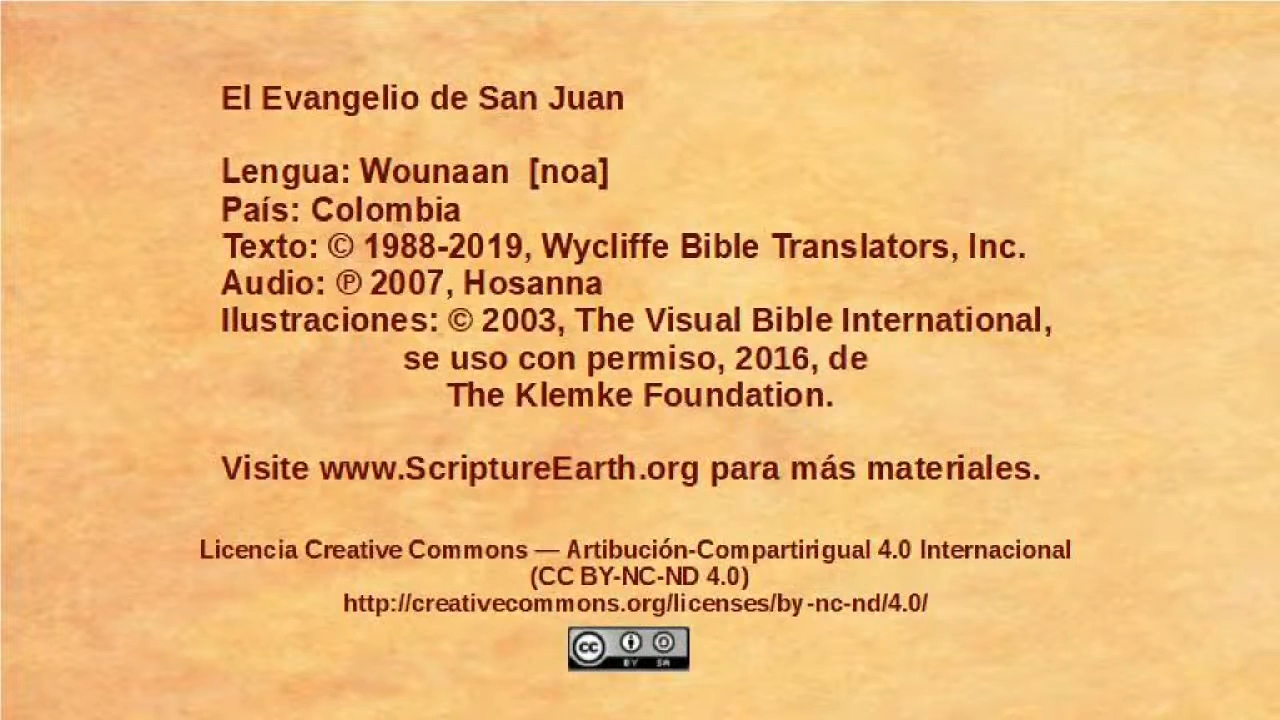 El Evangelio de San Juan
Lengua: Wounaan [noa]
País: Colombia
Texto: © 1988-2019, Wycliffe Bible Translators, Inc.
Audio: ℗ 2007, Hosanna
Ilustraciones: © 2003, The Visual Bible International,
se uso con permiso, 2016, de
The Klemke Foundation.
Visite www.ScriptureEarth.org para más materiales.
Licencia Creative Commons — Artibución-Compartirigual 4.0 Internacional
(CC BY-NC-ND 4.0)
http://creativecommons.org/licenses/by-nc-nd/4.0/
cc BY SA